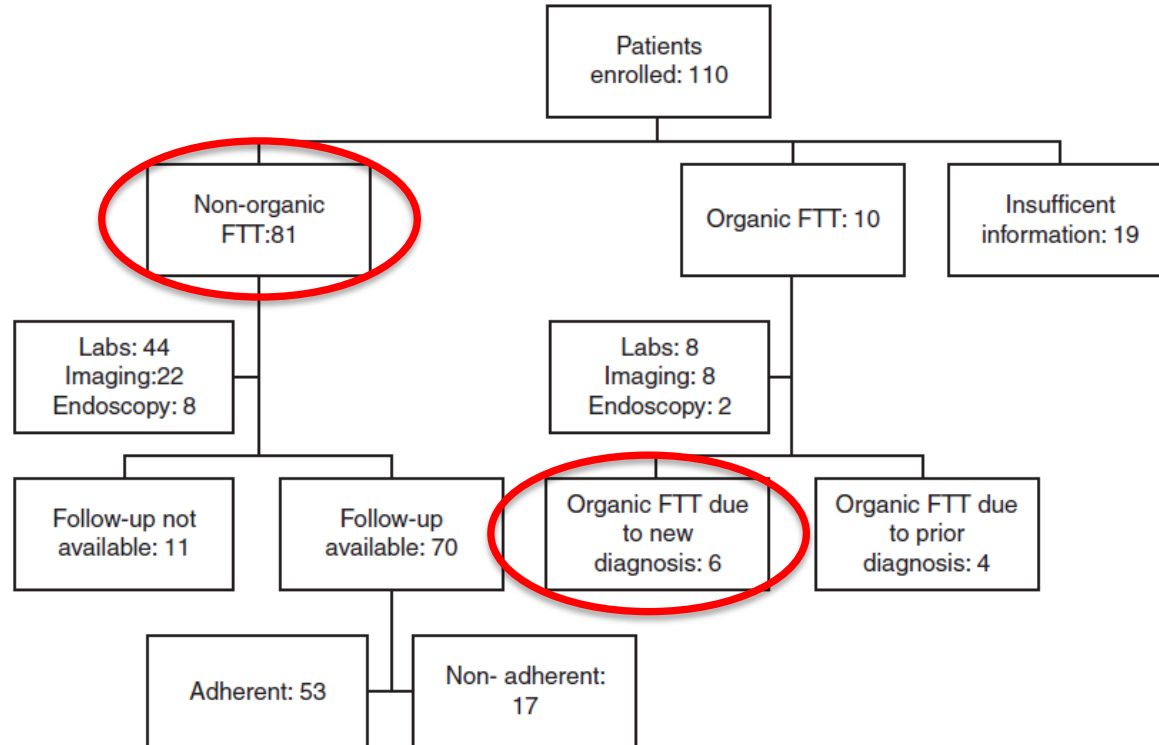 Patients
enrolled: 110
Non-organic
FTT:81
Organic FTT: 10
Insufficent
information: 19
Labs: 44
Imaging:22
Endoscopy: 8
Labs: 8
Imaging: 8
Endoscopy: 2
Follow-up not
available: 11
Follow-up
available: 70
Organic FTT due
to new
diagnosis: 6
Organic FTT due
to prior
diagnosis: 4
Adherent: 53
Non- adherent:
17